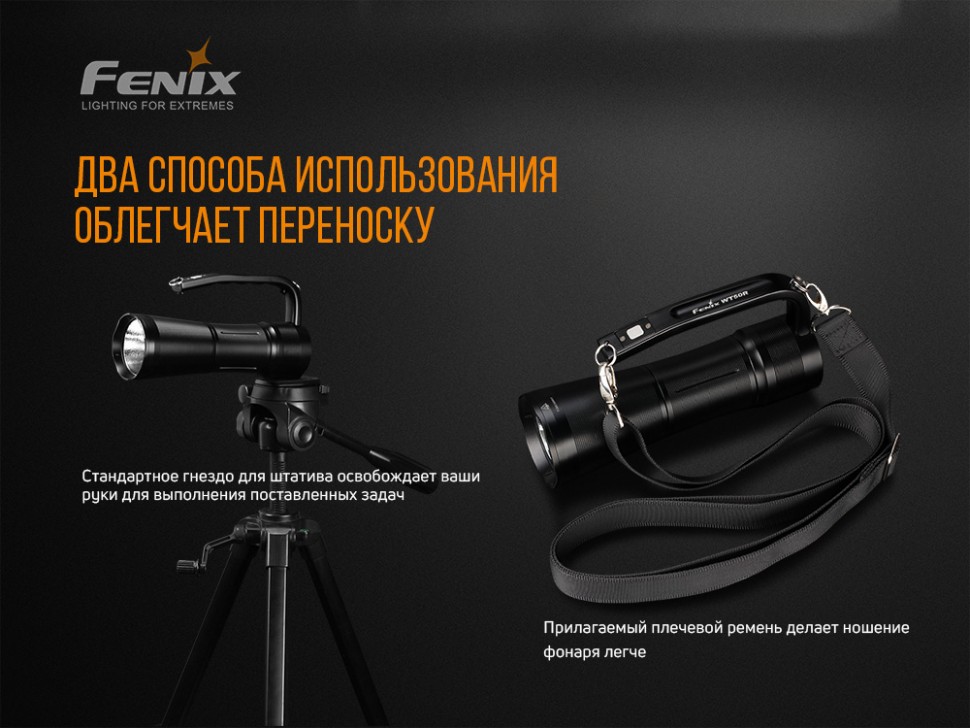 FENIX
LIGHTING FOR EXTREMES
ДВА СПОСОБА ИСПОЛЬЗОВАНИЯ
ОБЛЕГЧАЕТ ПЕРЕНОСКУ
FENIX WT50R
Стандартное гнездо для штатива освобождает ваши
руки для выполнения поставленных задач
Прилагаемый плечевой ремень делает ношение
фонаря легче